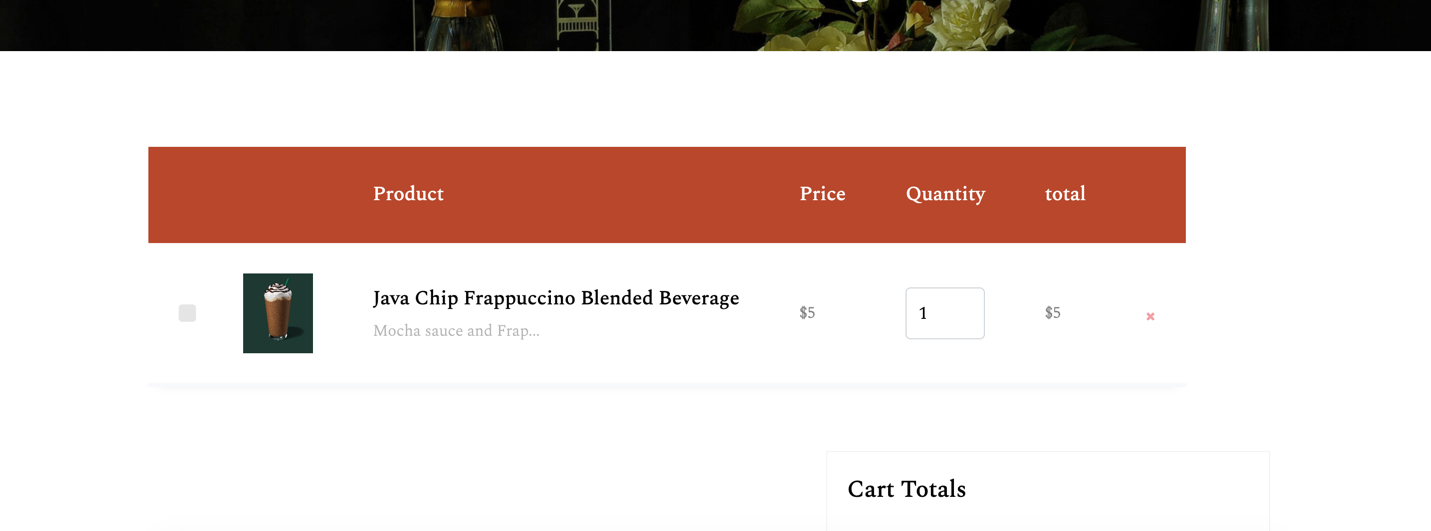 Product Price Quantity total
Java Chip Frappuccino Blended Beverage
Mocha sauce and Frap...
$5 1 $5 ×
Cart Totals